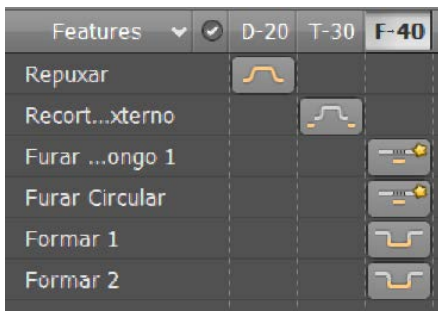 Features D-20 T-30 F-40
Repuxar
Recort...xterno
Furar ...ongo 1
Furar Circular
Formar 1
Formar 2